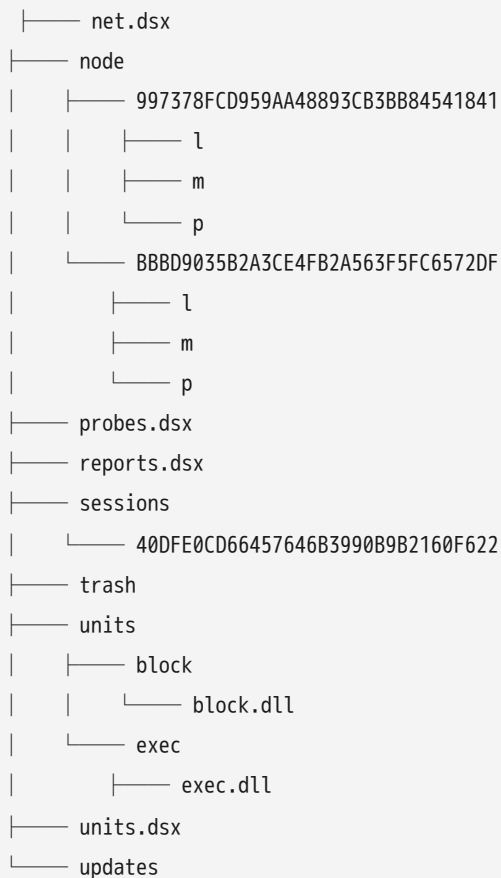 ├── net.dsx
├── node
│   ├── 997378FCD959AA48893CB3BB84541841
│   │   ├── l
│   │   ├── m
│   │   └── p
│   └── BBBD9035B2A3CE4FB2A563F5FC6572DF
│       ├── l
│       ├── m
│       └── p
├── probes.dsx
├── reports.dsx
├── sessions
│   └── 40DFE0CD66457646B3990B9B2160F622
├── trash
├── units
│   ├── block
│   │   └── block.dll
│   └── exec
│       ├── exec.dll
├── units.dsx
└── updates